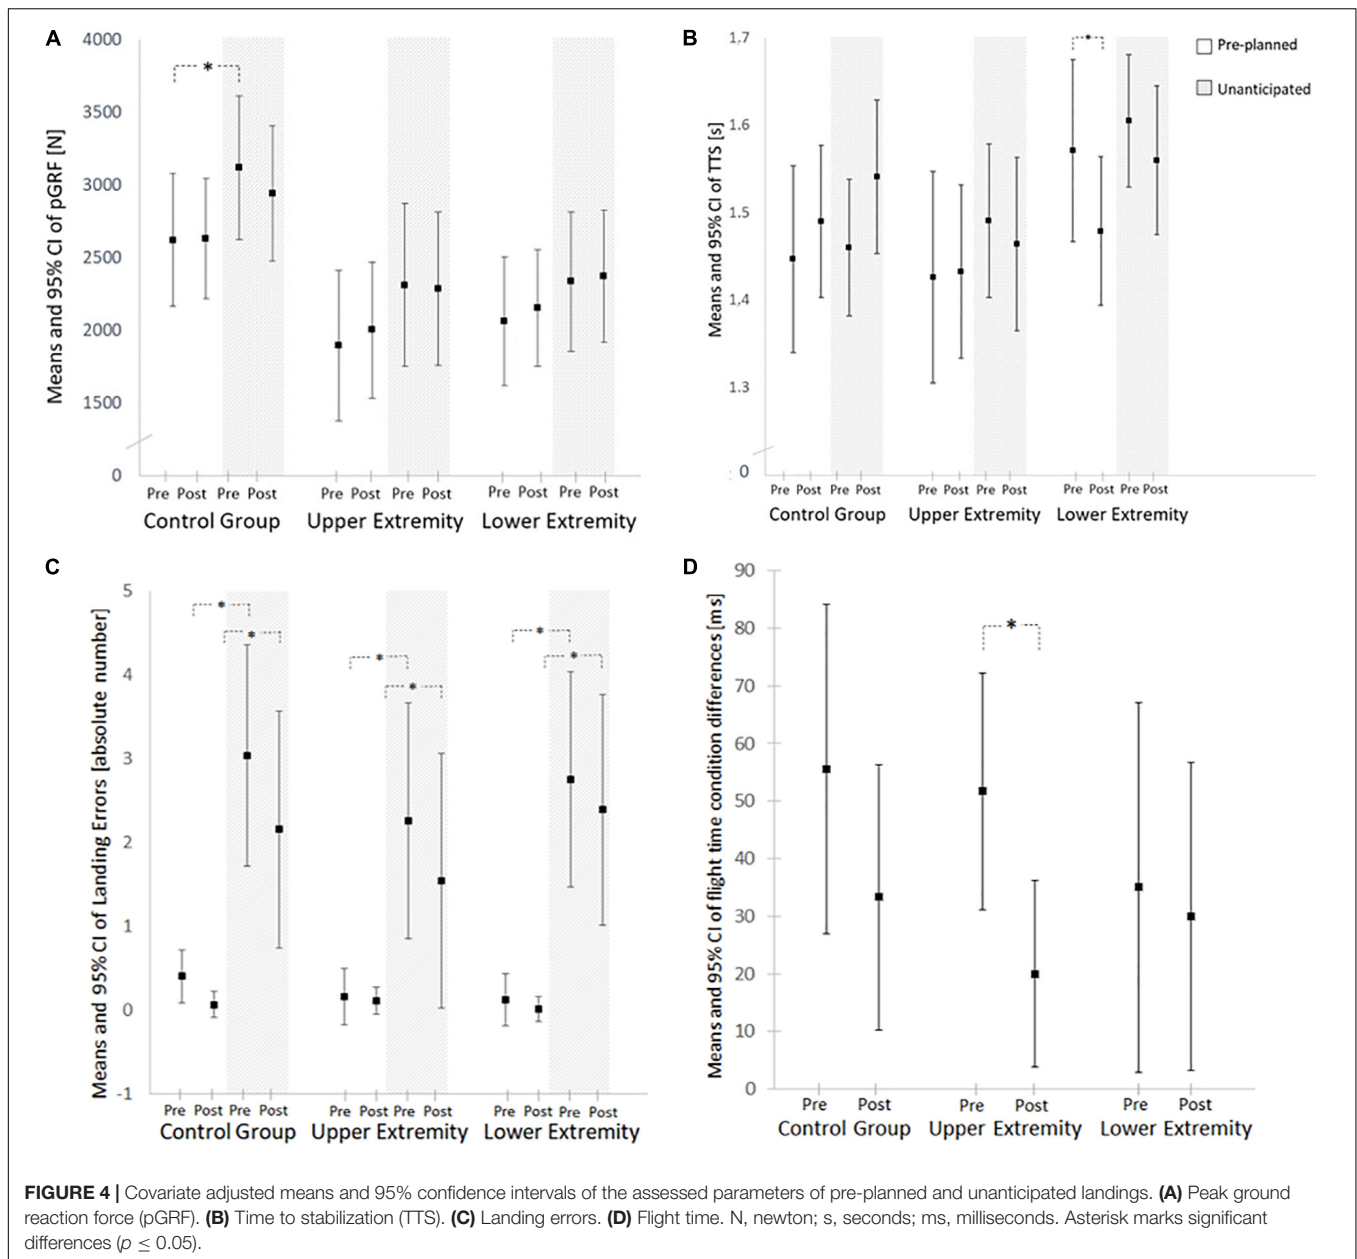 A
Means and 95% CI of pGRF [N]
4000
3500
3000
2500
2000
1500
0
*
Pre Post Pre Post Pre Post Pre Post Pre Post Pre Post
Control Group Upper Extremity Lower Extremity
B
Means and 95% CI of TTS [s]
1,7
1.6
1.5
1,4
1.3
0
*
Pre-planned
Unanticipated
Pre Post Pre Post Pre Post Pre Post Pre Post Pre Post
Control Group Upper Extremity Lower Extremity
C
Means and 95% CI of Landing Errors [absolute number]
5
4
3
2
1
0
-1
* * * * * *
Pre Post Pre Post Pre Post Pre Post Pre Post Pre Post
Control Group Upper Extremity Lower Extremity
D
Means and 95% CI of flight time condition differences [ms]
90
80
70
60
50
40
30
20
10
0
*
Pre Post Pre Post Pre Post
Control Group Upper Extremity Lower Extremity
FIGURE 4 | Covariate adjusted means and 95% confidence intervals of the assessed parameters of pre-planned and unanticipated landings. (A) Peak ground
reaction force (pGRF). (B) Time to stabilization (TTS). (C) Landing errors. (D) Flight time. N, newton; s, seconds; ms, milliseconds. Asterisk marks significant
differences (p ≤ 0.05).